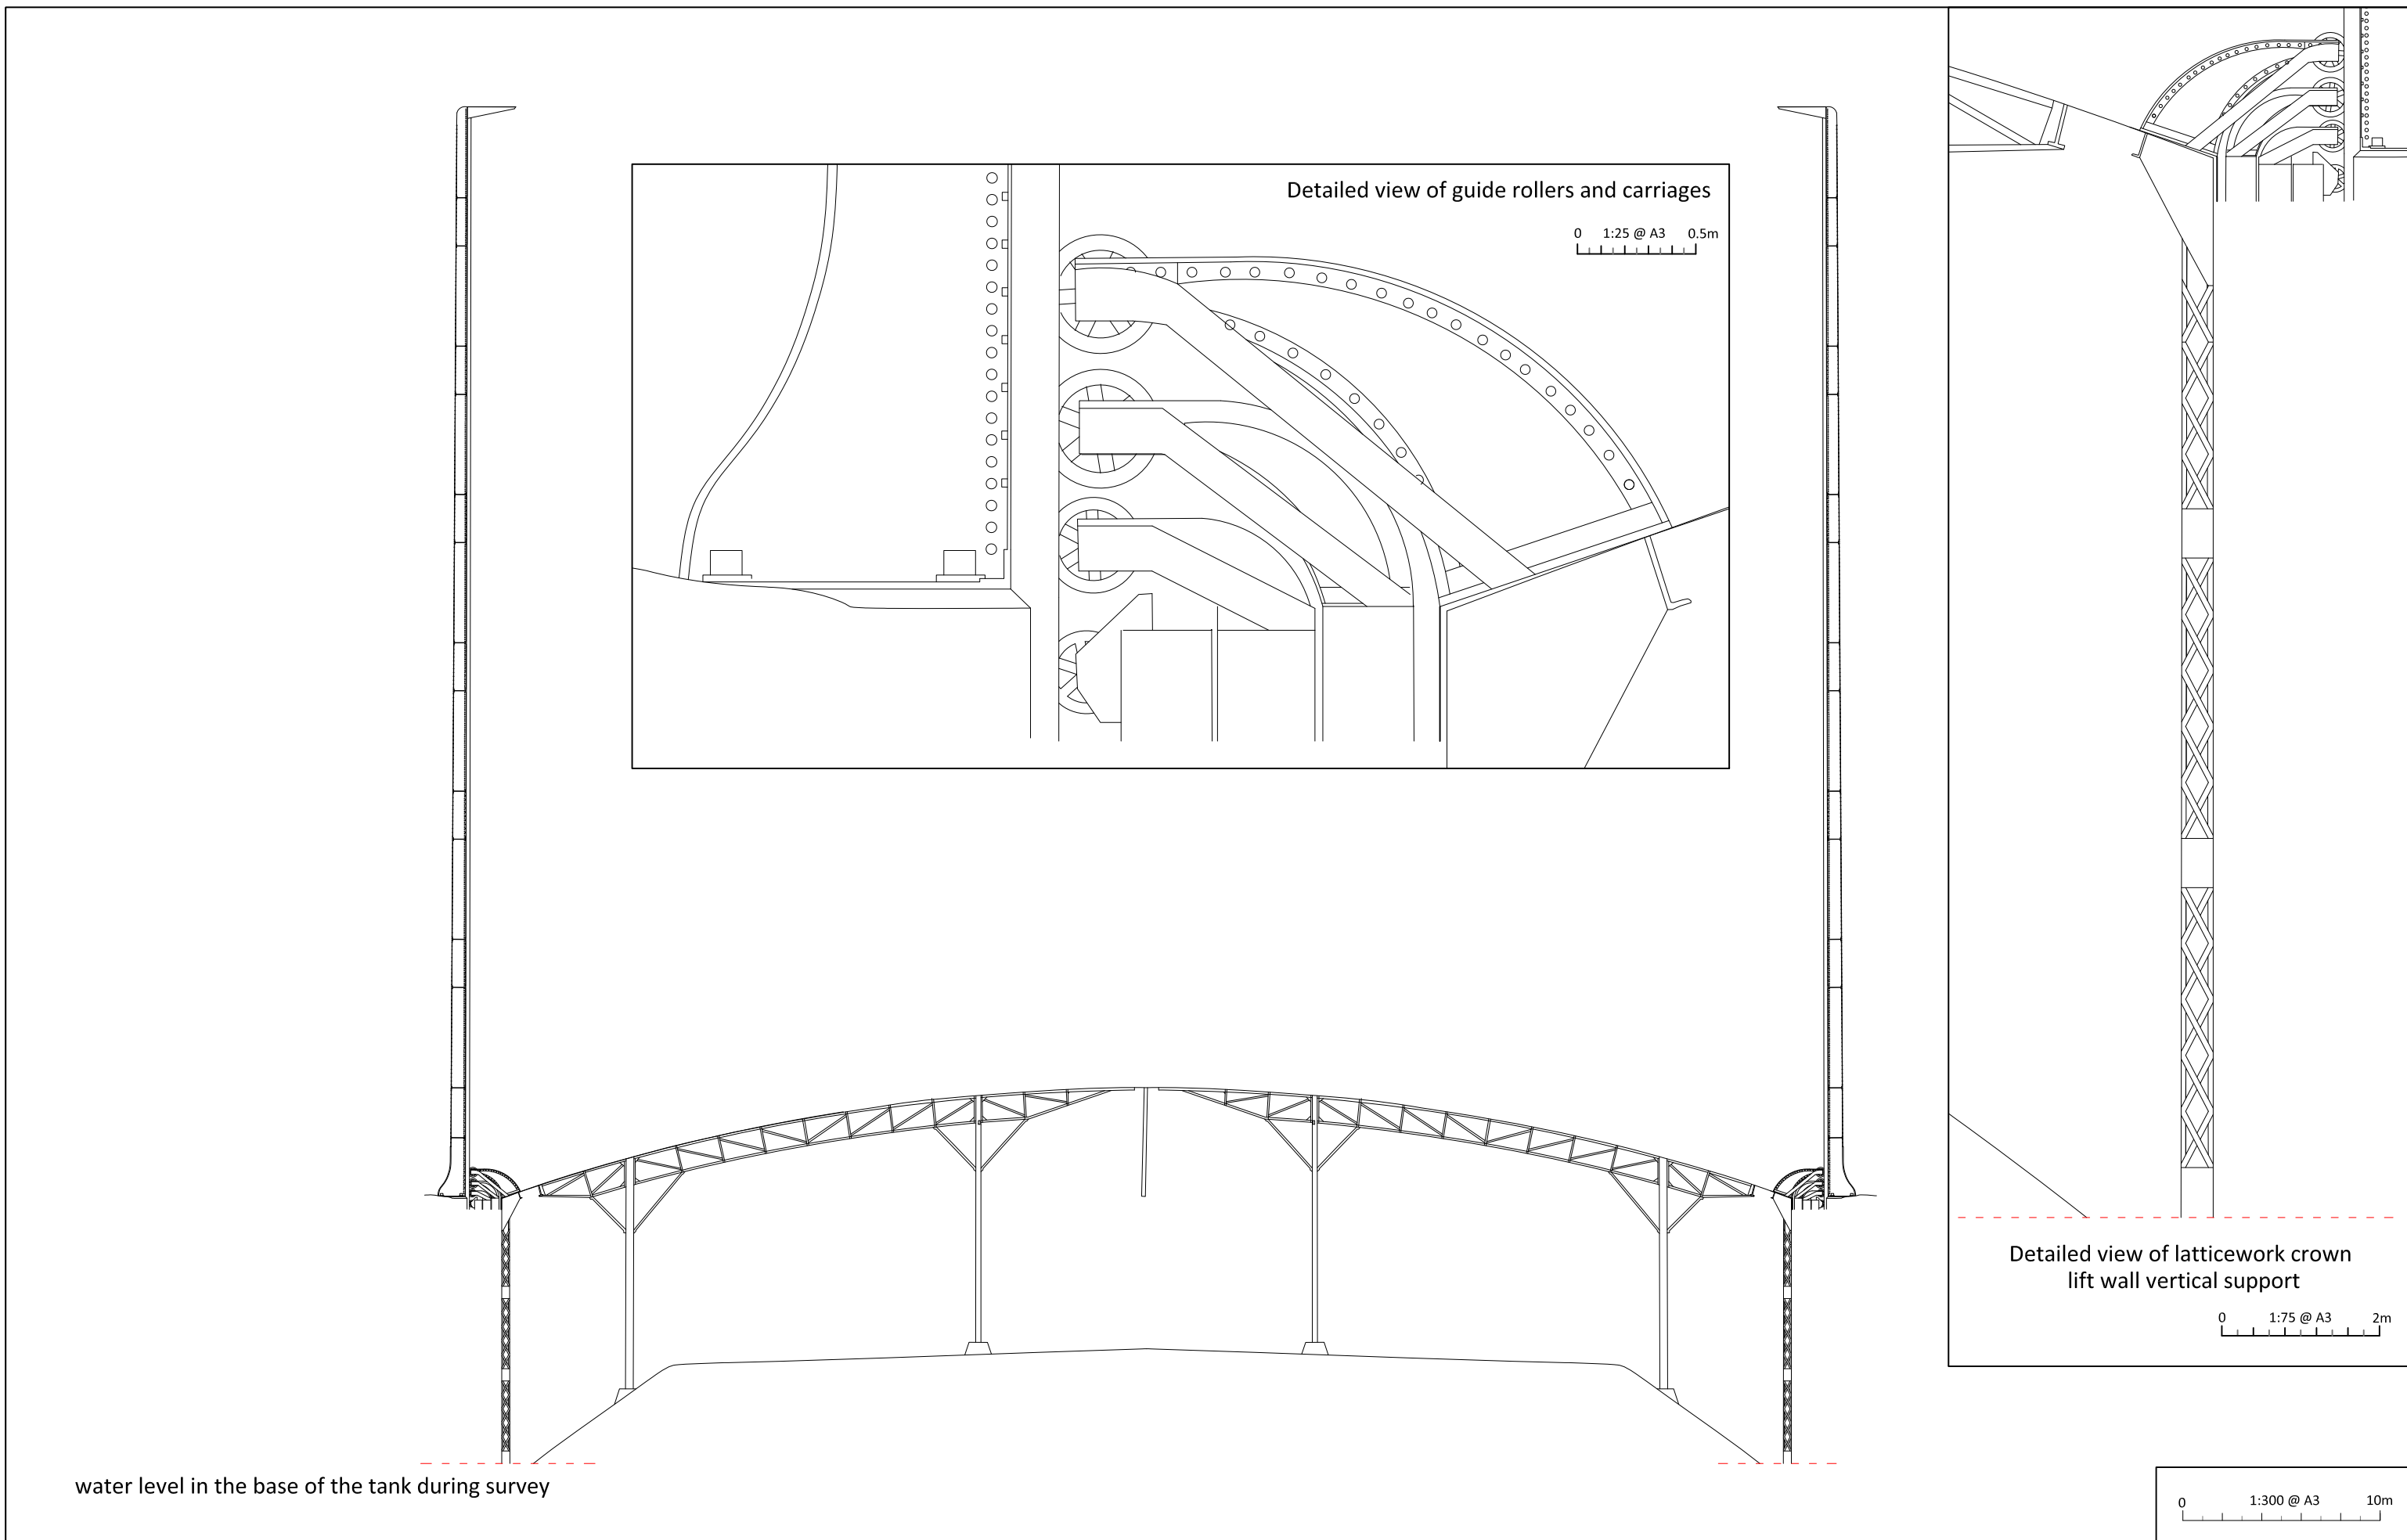 Detailed view of guide rollers and carriages
0 1:25 @ A3 0.5m
Detailed view of latticework crown
lift wall vertical support
0 1:75 @ A3 2m
water level in the base of the tank during survey
0 1:300 @ A3 10m